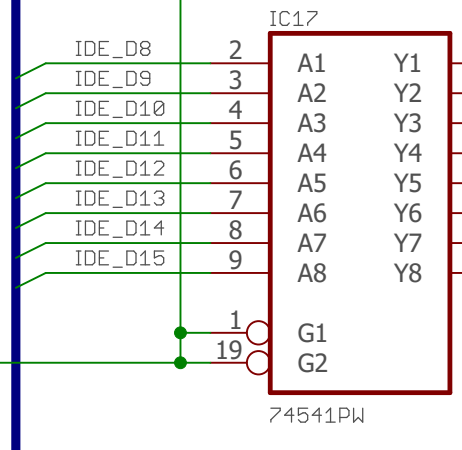 IC17
IDE_D8 2 A1 Y1
IDE_D9 3 A2 Y2
IDE_D10 4 A3 Y3
IDE_D11 5 A4 Y4
IDE_D12 6 A5 Y5
IDE_D13 7 A6 Y6
IDE_D14 8 A7 Y7
IDE_D15 9 A8 Y8
1 G1
19 G2
74541PW